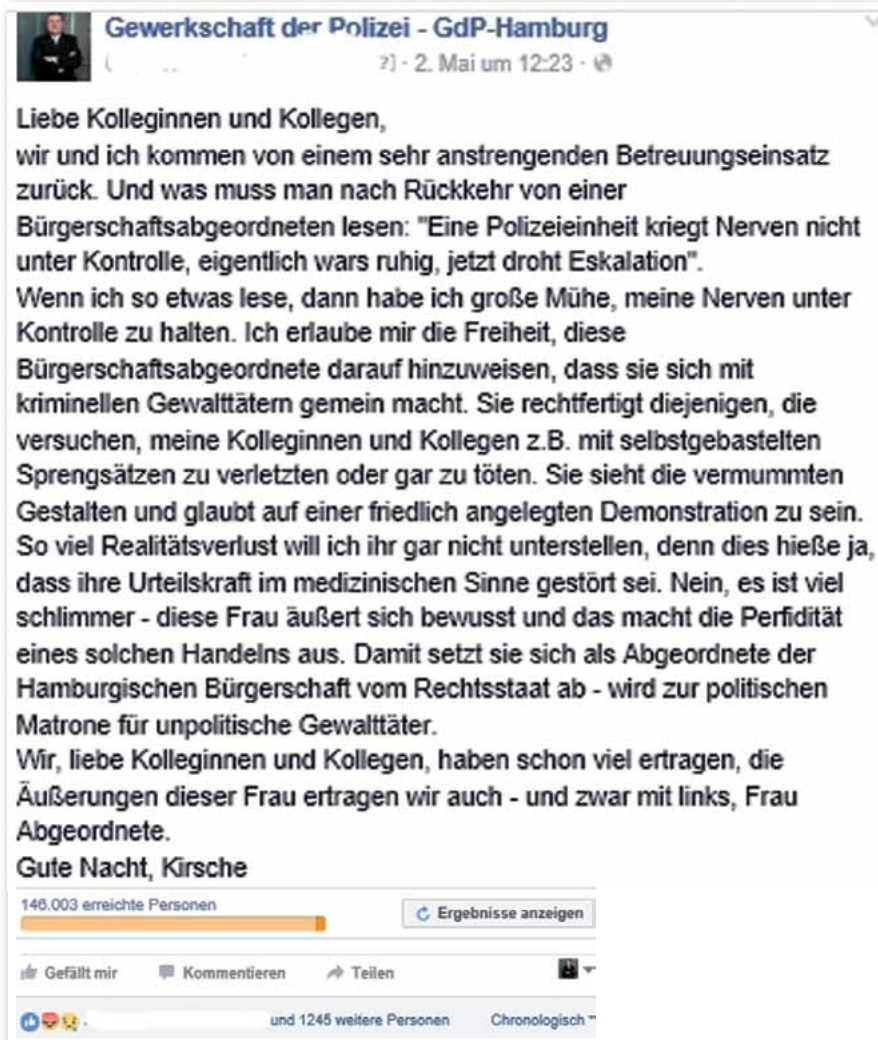 Gewerkschaft der Polizei - GdP-Hamburg
?] · 2. Mai um 12:23 ·
Liebe Kolleginnen und Kollegen,
wir und ich kommen von einem sehr anstrengenden Betreuungseinsatz
zurück. Und was muss man nach Rückkehr von einer
Bürgerschaftsabgeordneten lesen: "Eine Polizeieinheit kriegt Nerven nicht
unter Kontrolle, eigentlich wars ruhig, jetzt droht Eskalation".
Wenn ich so etwas lese, dann habe ich große Mühe, meine Nerven unter
Kontrolle zu halten. Ich erlaube mir die Freiheit, diese
Bürgerschaftsabgeordnete darauf hinzuweisen, dass sie sich mit
kriminellen Gewalttätern gemein macht. Sie rechtfertigt diejenigen, die
versuchen, meine Kolleginnen und Kollegen z.B. mit selbstgebastelten
Sprengsätzen zu verletzten oder gar zu töten. Sie sieht die vermummten
Gestalten und glaubt auf einer friedlich angelegten Demonstration zu sein.
So viel Realitätsverlust will ich ihr gar nicht unterstellen, denn dies hieße ja,
dass ihre Urteilskraft im medizinischen Sinne gestört sei. Nein, es ist viel
schlimmer - diese Frau äußert sich bewusst und das macht die Perfidität
eines solchen Handelns aus. Damit setzt sie sich als Abgeordnete der
Hamburgischen Bürgerschaft vom Rechtsstaat ab - wird zur politischen
Matrone für unpolitische Gewalttäter.
Wir, liebe Kolleginnen und Kollegen, haben schon viel ertragen, die
Äußerungen dieser Frau ertragen wir auch - und zwar mit links, Frau
Abgeordnete.
Gute Nacht, Kirsche
146.003 erreichte Personen
Ergebnisse anzeigen
Gefällt mir Kommentieren Teilen
und 1245 weitere Personen Chronologisch